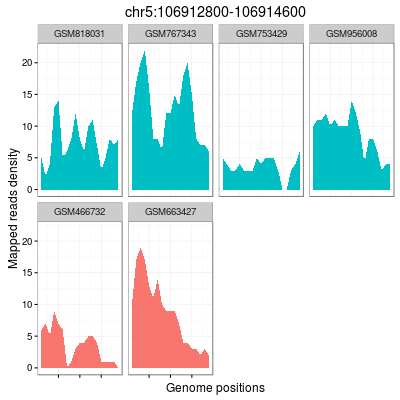 chr5:106912800-106914600
GSM818031 GSM767343 GSM753429 GSM956008
20
15
10
5
0
Mapped reads density
GSM466732 GSM663427
20
15
10
5
0
Genome positions